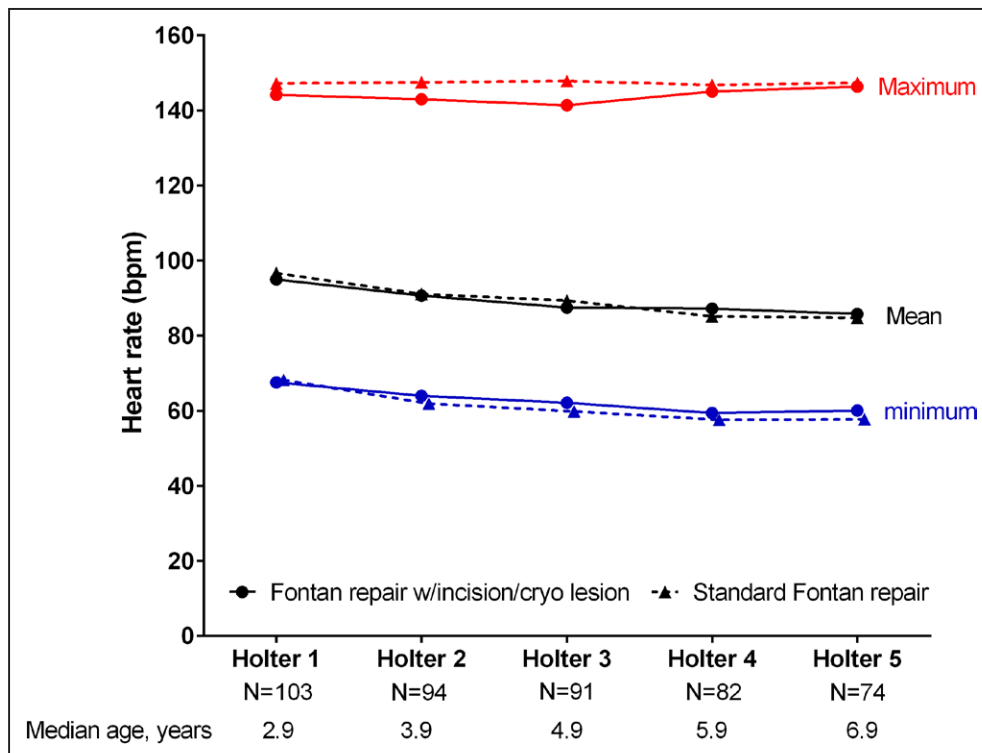 Heart rate (bpm)
160
140
120
100
80
60
40
20
0
Maximum
Mean
minimum
Fontan repair w/incision/cryo lesion
Standard Fontan repair
Holter 1 Holter 2 Holter 3 Holter 4 Holter 5
N=103 N=94 N=91 N=82 N=74
Median age, years 2.9 3.9 4.9 5.9 6.9